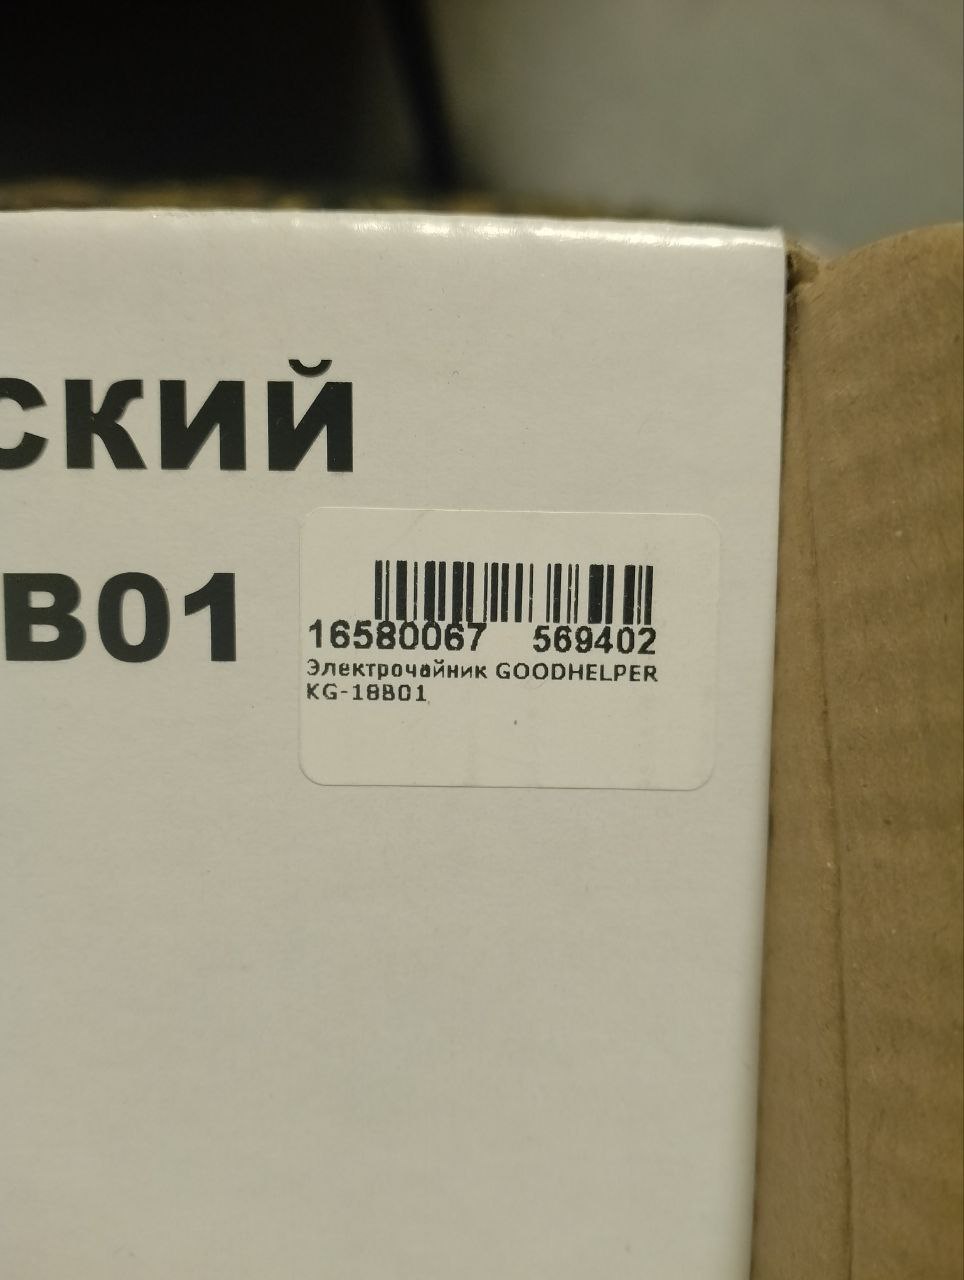 ский
B01
16580067 569402
Электрочайник GOODHELPER
KG-18B01